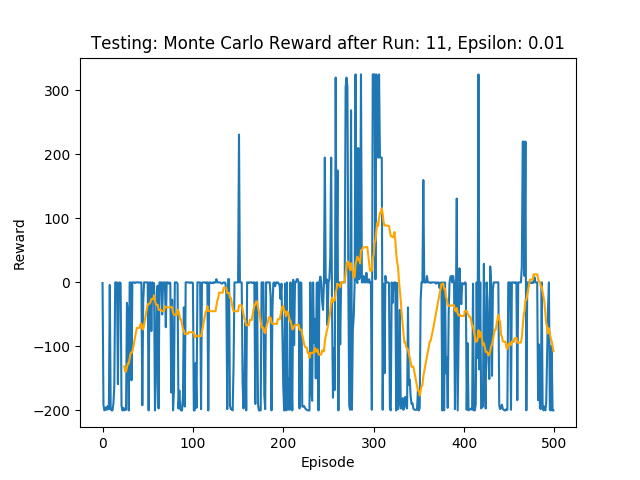 Testing: Monte Carlo Reward after Run: 11, Epsilon: 0.01
300
200
100
0
−100
−200
Reward
0 100 200 300 400 500
Episode